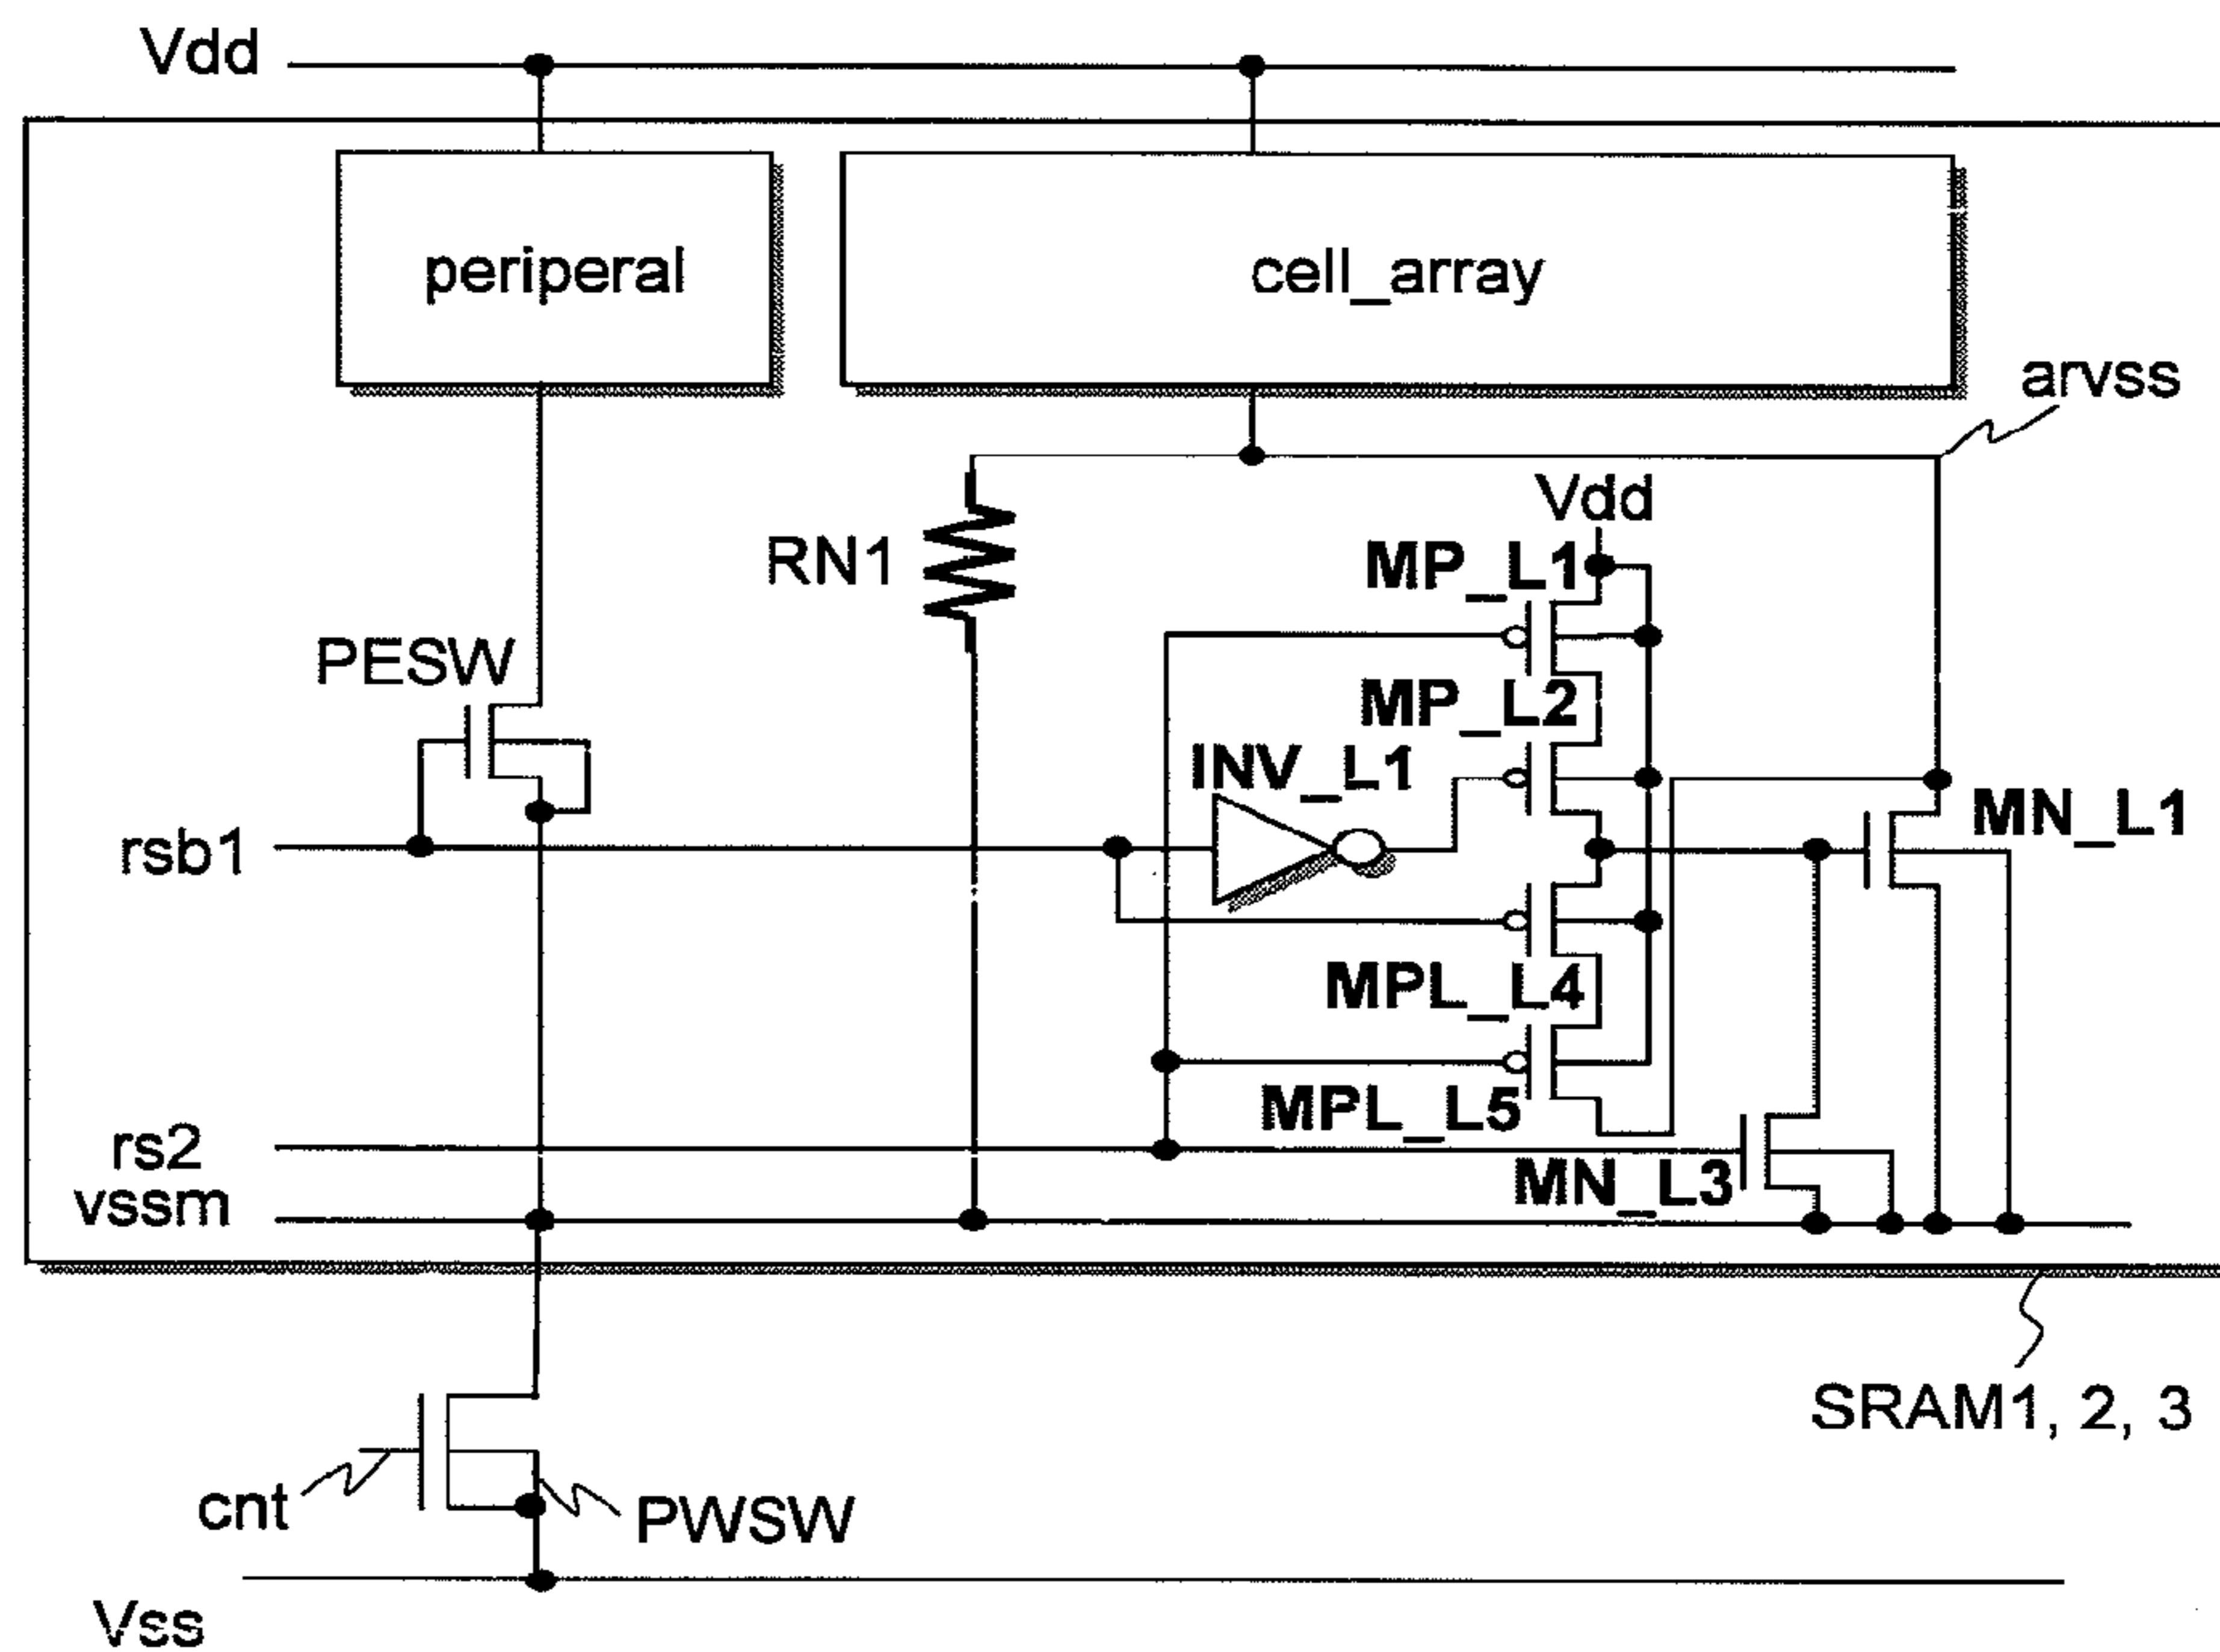 Vdd
periperal
cell_array
arvss
Vdd
RN1
MP_L1
PESW
MP_L2
INV_L1
MN_L1
rsb1
MPL_L4
MPL_L5
rs2
MN_L3
vssm
SRAM1, 2, 3
cnt
PWSW
Vss